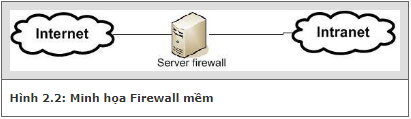 Internet
Intranet
Server firewall
Hình 2.2: Minh họa Firewall mềm